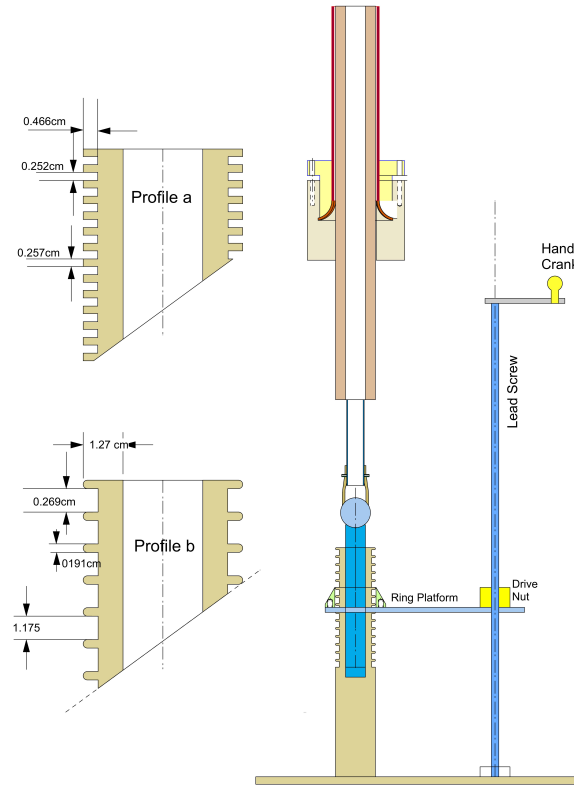 0.466cm
0.252cm
Profile a
0.257cm
1.27 cm
0.269cm
Profile b
0191cm
1.175
Hand
Crank
Lead Screw
Ring Platform
Drive
Nut